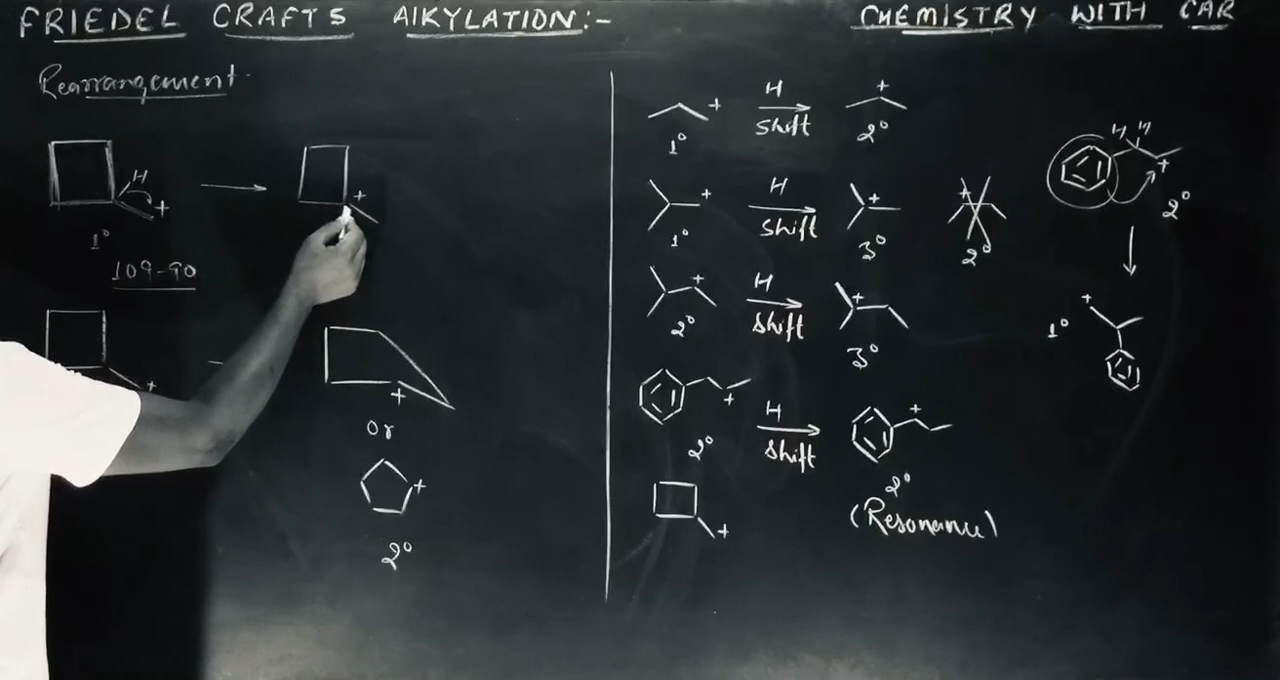 FRIEDEL CRAFTS AlKYLATION:-
CHEMISTRY WITH CAR
Rearrangement.
H
+
1°
+
109-90
+
+
Or
+
2°
+
1°
H
Shift
+
2°
+
1°
H
Shift
3°
+
2°
+
2°
H
Shift
+
3°
+
2°
H
Shift
+
2°
(Resonance)
+
H H
+
2°
+
1°